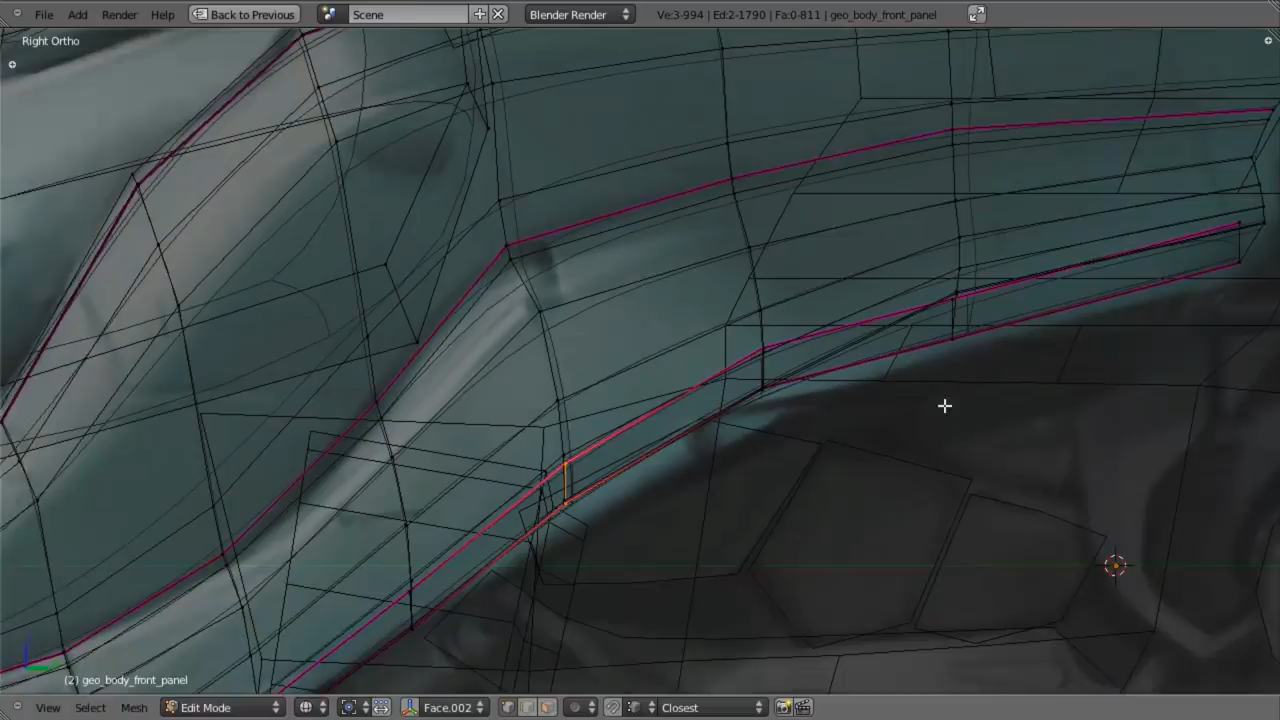 File Add Render Help Back to Previous Scene Blender Render Ve:3-994 | Ed:2-1790 | Fa:0-811 | geo_body_front_panel
Right Ortho
(2) geo_body_front_panel
View Select Mesh Edit Mode Face.002 Closest